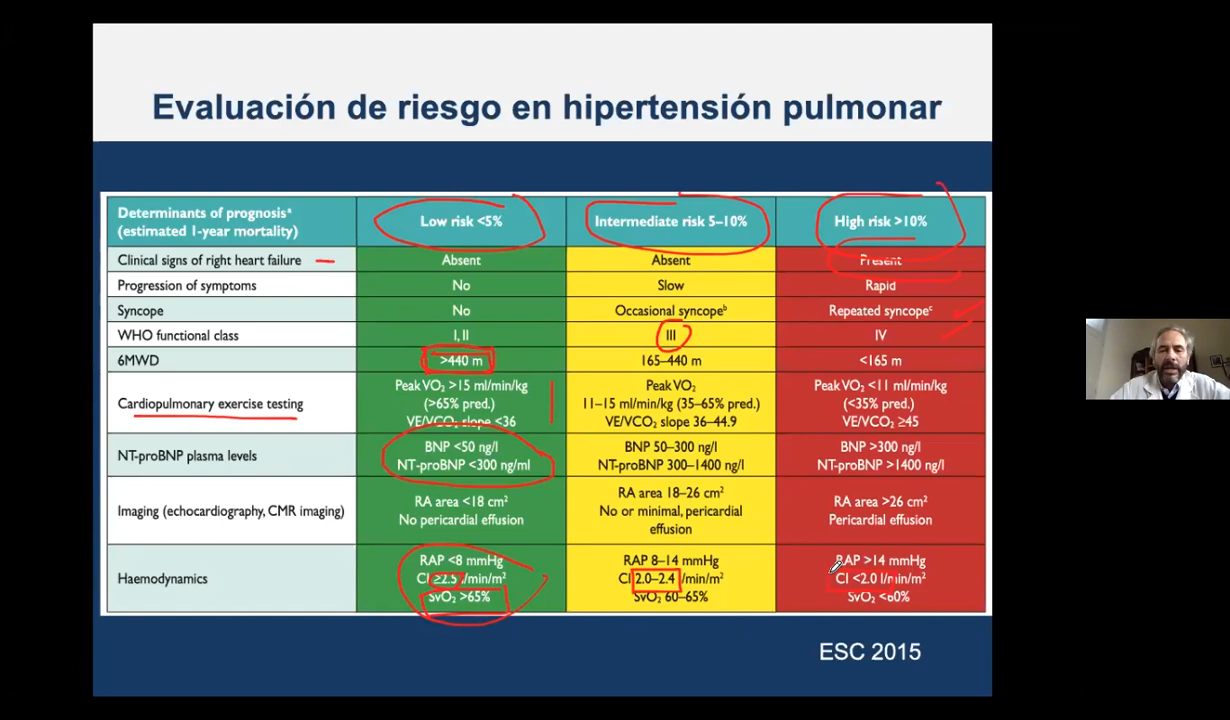 Evaluación de riesgo en hipertensión pulmonar
Determinants of prognosisᵃ
(estimated 1-year mortality)
Low risk <5%
Intermediate risk 5–10%
High risk >10%
Clinical signs of right heart failure
Absent
Absent
Present
Progression of symptoms
No
Slow
Rapid
Syncope
No
Occasional syncopeᵇ
Repeated syncopeᶜ
WHO functional class
I, II
III
IV
6MWD
>440 m
165–440 m
<165 m
Cardiopulmonary exercise testing
Peak VO₂ >15 ml/min/kg
(>65% pred.)
VE/VCO₂ slope <36
Peak VO₂
11–15 ml/min/kg (35–65% pred.)
VE/VCO₂ slope 36–44.9
Peak VO₂ <11 ml/min/kg
(<35% pred.)
VE/VCO₂ ≥45
NT-proBNP plasma levels
BNP <50 ng/l
NT-proBNP <300 ng/ml
BNP 50–300 ng/l
NT-proBNP 300–1400 ng/l
BNP >300 ng/l
NT-proBNP >1400 ng/l
Imaging (echocardiography, CMR imaging)
RA area <18 cm²
No pericardial effusion
RA area 18–26 cm²
No or minimal, pericardial
effusion
RA area >26 cm²
Pericardial effusion
Haemodynamics
RAP <8 mmHg
CI ≥2.5 l/min/m²
SvO₂ >65%
RAP 8–14 mmHg
CI 2.0–2.4 l/min/m²
SvO₂ 60–65%
RAP >14 mmHg
CI <2.0 l/min/m²
SvO₂ <60%
ESC 2015